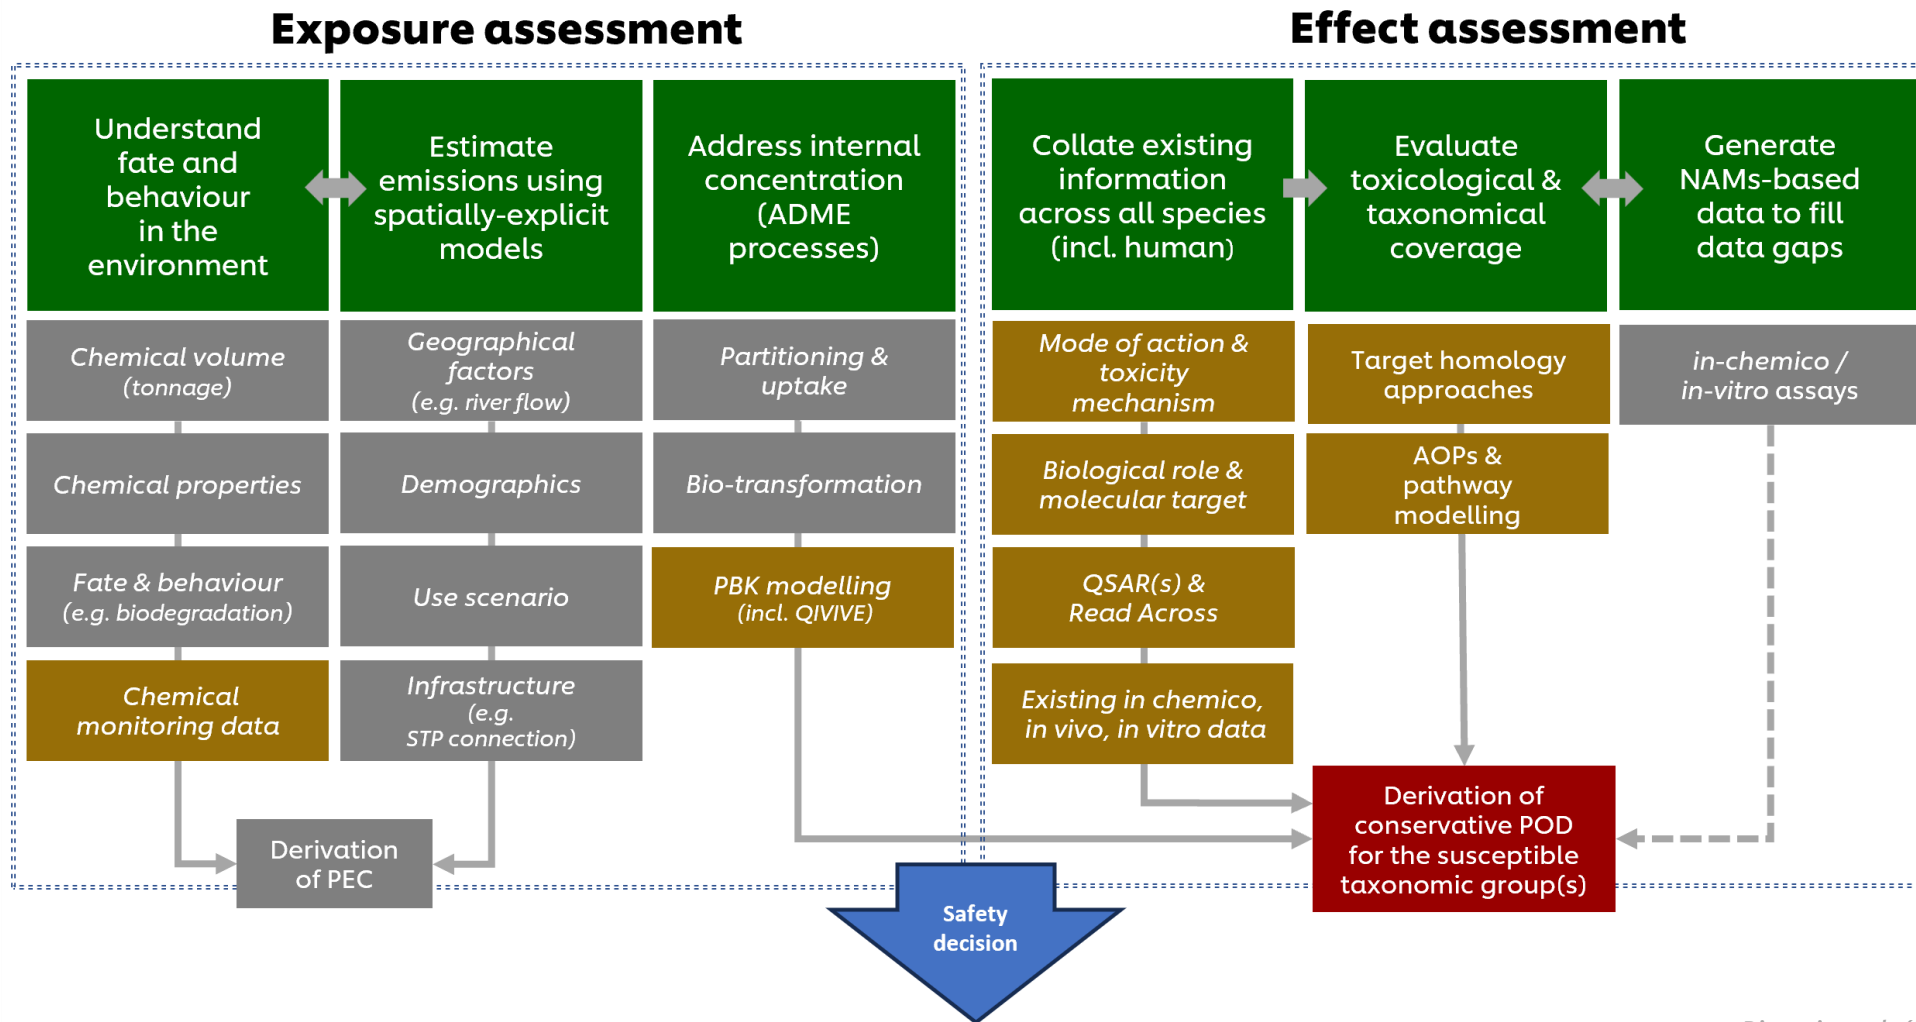 Exposure assessment
Effect assessment
Understand
fate and
behaviour
in the
environment
Estimate
emissions using
spatially-explicit
models
Address internal
concentration
(ADME
processes)
Collate existing
information
across all species
(incl. human)
Evaluate
toxicological &
taxonomical
coverage
Generate
NAMs-based
data to fill
data gaps
Chemical volume
(tonnage)
Chemical properties
Fate & behaviour
(e.g. biodegradation)
Chemical
monitoring data
Geographical
factors
(e.g. river flow)
Demographics
Use scenario
Infrastructure
(e.g.
STP connection)
Partitioning &
uptake
Bio-transformation
PBK modelling
(incl. QIVIVE)
Mode of action &
toxicity
mechanism
Biological role &
molecular target
QSAR(s) &
Read Across
Existing in chemico,
in vivo, in vitro data
Target homology
approaches
AOPs &
pathway
modelling
in-chemico /
in-vitro assays
Derivation
of PEC
Derivation of
conservative POD
for the susceptible
taxonomic group(s)
Safety
decision